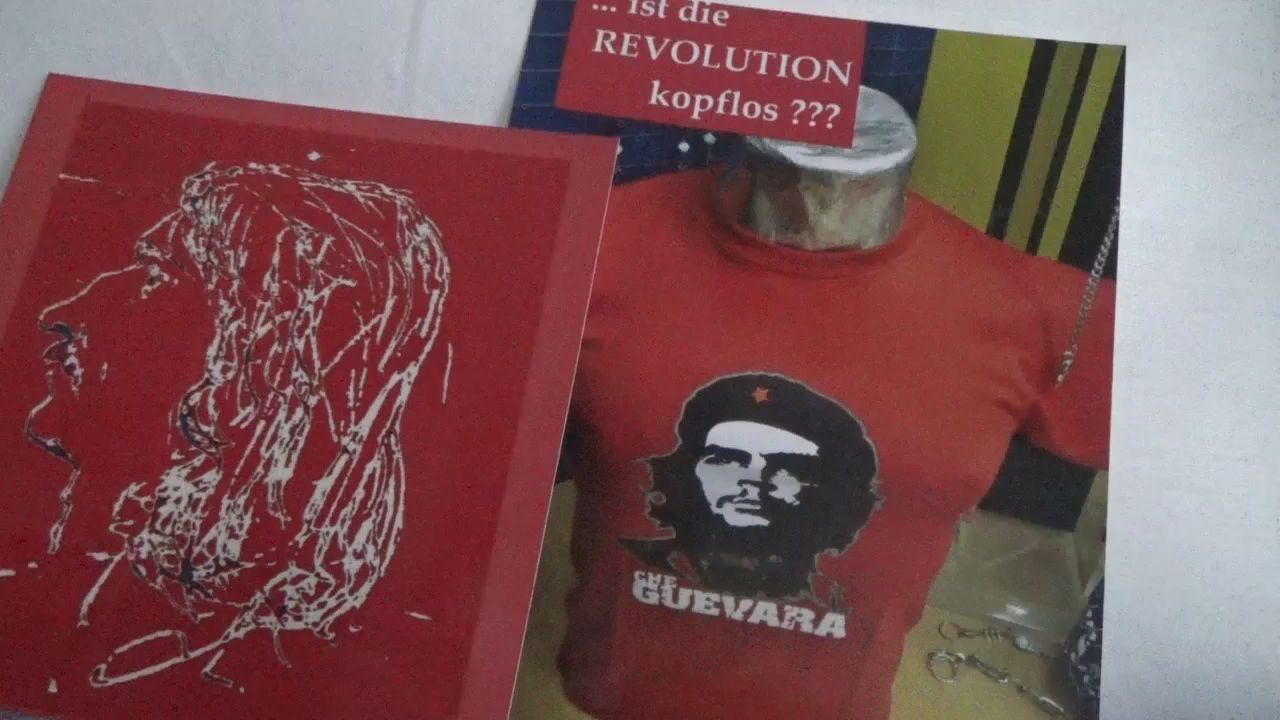 ... ist die
REVOLUTION
kopflos ???
CHE
GUEVARA